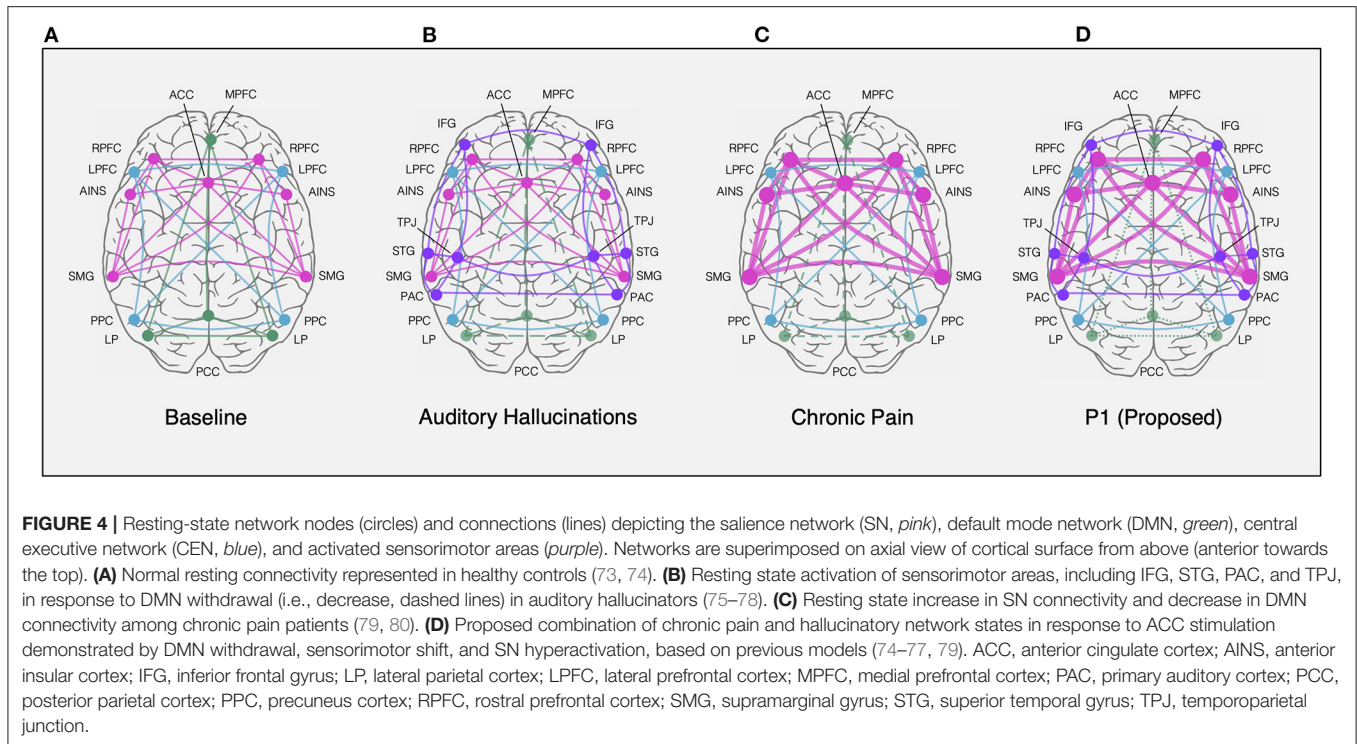 A
B
C
D
ACC
MPFC
RPFC
RPFC
LPFC
LPFC
AINS
AINS
SMG
SMG
PPC
PPC
LP
LP
PCC
Baseline
ACC
MPFC
IFG
IFG
RPFC
RPFC
LPFC
LPFC
AINS
AINS
TPJ
TPJ
STG
STG
SMG
SMG
PAC
PAC
PPC
PPC
LP
LP
PCC
Auditory Hallucinations
ACC
MPFC
RPFC
RPFC
LPFC
LPFC
AINS
AINS
SMG
SMG
PPC
PPC
LP
LP
PCC
Chronic Pain
ACC
MPFC
IFG
IFG
RPFC
RPFC
LPFC
LPFC
AINS
AINS
TPJ
TPJ
STG
STG
SMG
SMG
PAC
PAC
PPC
PPC
LP
LP
PCC
P1 (Proposed)
FIGURE 4 | Resting-state network nodes (circles) and connections (lines) depicting the salience network (SN, pink), default mode network (DMN, green), central
executive network (CEN, blue), and activated sensorimotor areas (purple). Networks are superimposed on axial view of cortical surface from above (anterior towards
the top). (A) Normal resting connectivity represented in healthy controls (73, 74). (B) Resting state activation of sensorimotor areas, including IFG, STG, PAC, and TPJ,
in response to DMN withdrawal (i.e., decrease, dashed lines) in auditory hallucinators (75–78). (C) Resting state increase in SN connectivity and decrease in DMN
connectivity among chronic pain patients (79, 80). (D) Proposed combination of chronic pain and hallucinatory network states in response to ACC stimulation
demonstrated by DMN withdrawal, sensorimotor shift, and SN hyperactivation, based on previous models (74–77, 79). ACC, anterior cingulate cortex; AINS, anterior
insular cortex; IFG, inferior frontal gyrus; LP, lateral parietal cortex; LPFC, lateral prefrontal cortex; MPFC, medial prefrontal cortex; PAC, primary auditory cortex; PCC,
posterior parietal cortex; PPC, precuneus cortex; RPFC, rostral prefrontal cortex; SMG, supramarginal gyrus; STG, superior temporal gyrus; TPJ, temporoparietal
junction.